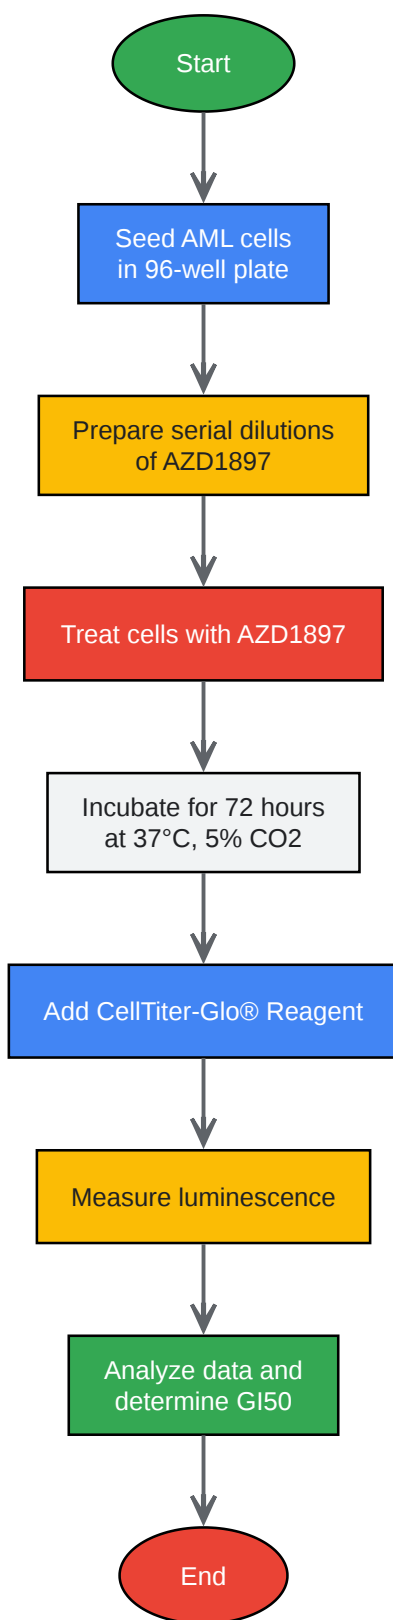 Start
Seed AML cells
in 96-well plate
Prepare serial dilutions
of AZD1897
Treat cells with AZD1897
Incubate for 72 hours
at 37°C, 5% CO2
Add CellTiter-Glo® Reagent
Measure luminescence
Analyze data and
determine GI50
End